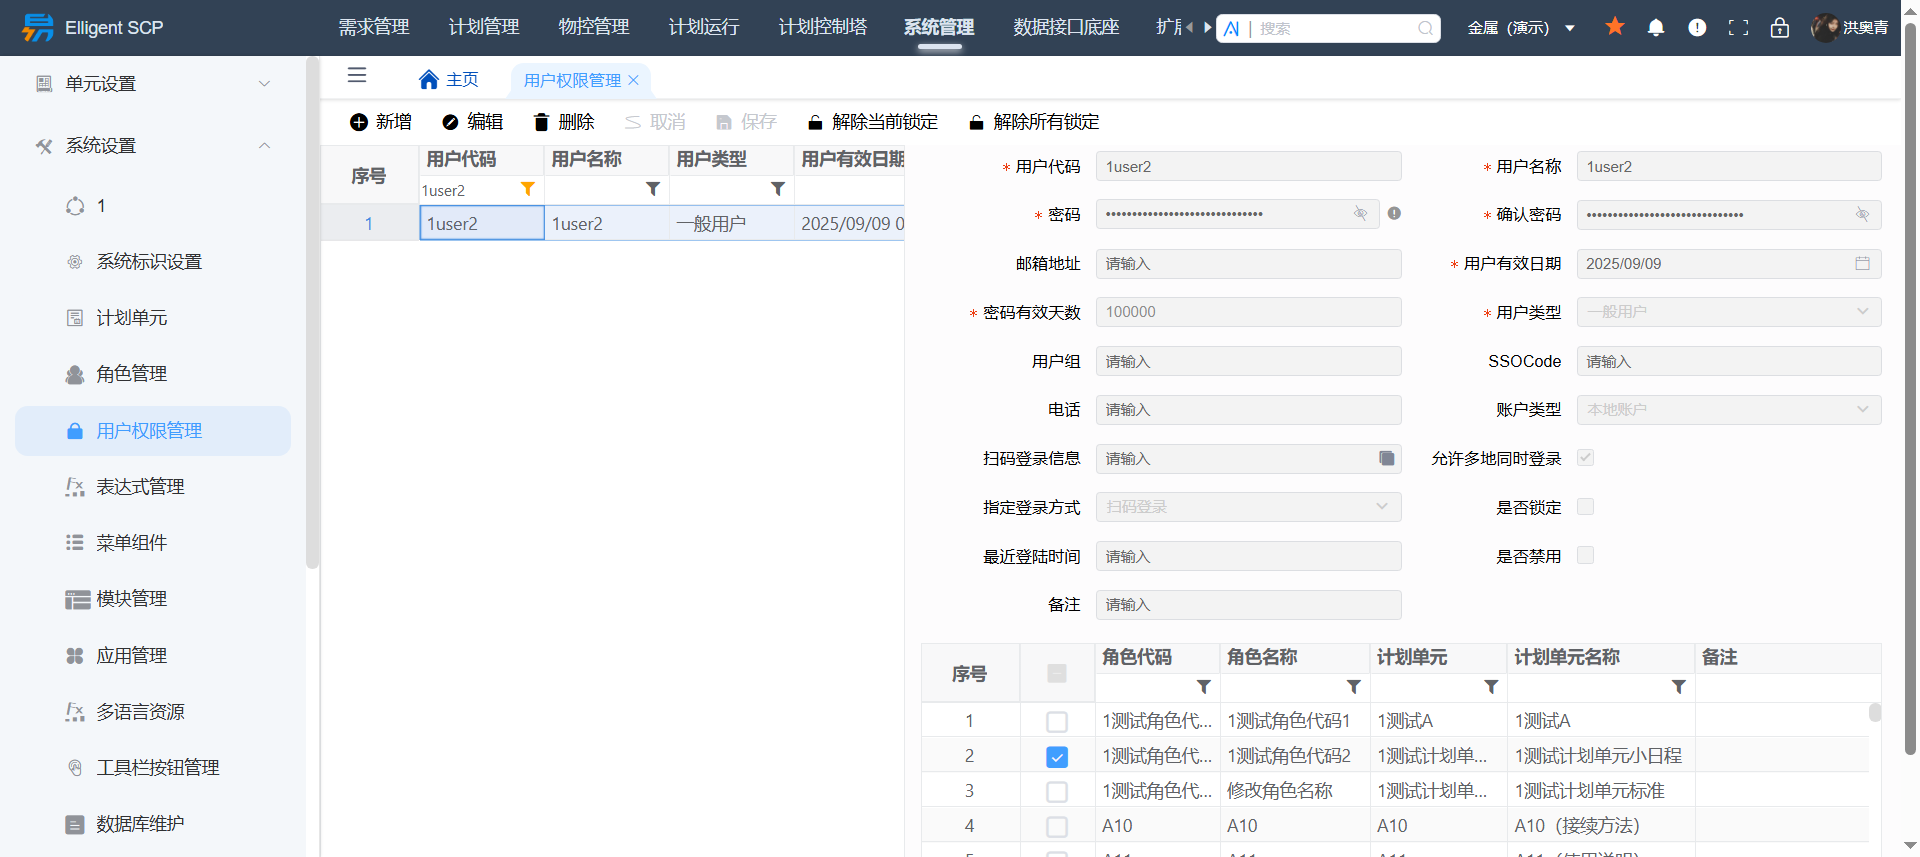 Elligent SCP
需求管理
计划管理
物控管理
计划运行
计划控制塔
系统管理
数据接口底座
AI | 搜索
金属 (演示)
洪奥青
单元设置
系统设置
1
系统标识设置
计划单元
角色管理
用户权限管理
表达式管理
菜单组件
模块管理
应用管理
多语言资源
工具栏按钮管理
数据库维护
主页
用户权限管理
新增
编辑
删除
取消
保存
解除当前锁定
解除所有锁定
序号 用户代码 用户名称 用户类型 用户有效日期
1user2
1 1user2 1user2 一般用户 2025/09/09 0
* 用户代码 1user2
* 用户名称 1user2
* 密码 ••••••••••••••••••••••••••••••
* 确认密码 ••••••••••••••••••••••••••••••
邮箱地址 请输入
* 用户有效日期 2025/09/09
* 密码有效天数 100000
* 用户类型 一般用户
用户组 请输入
SSOCode 请输入
电话 请输入
账户类型 本地账户
扫码登录信息 请输入
允许多地同时登录
指定登录方式 扫码登录
是否锁定
最近登陆时间 请输入
是否禁用
备注 请输入
序号 角色代码 角色名称 计划单元 计划单元名称 备注
1 1测试角色代... 1测试角色代码1 1测试A 1测试A
2 1测试角色代... 1测试角色代码2 1测试计划单... 1测试计划单元小日程
3 1测试角色代... 修改角色名称 1测试计划单... 1测试计划单元标准
4 A10 A10 A10 A10（接续方法）